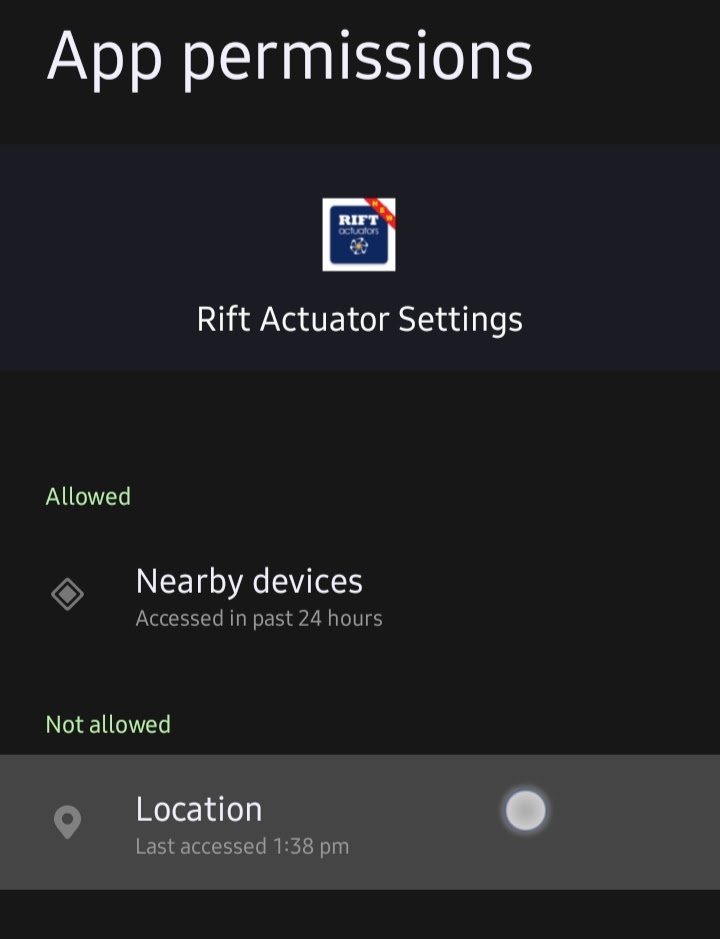 App permissions
NEW
RIFT
actuators
Rift Actuator Settings
Allowed
Nearby devices
Accessed in past 24 hours
Not allowed
Location
Last accessed 1:38 pm